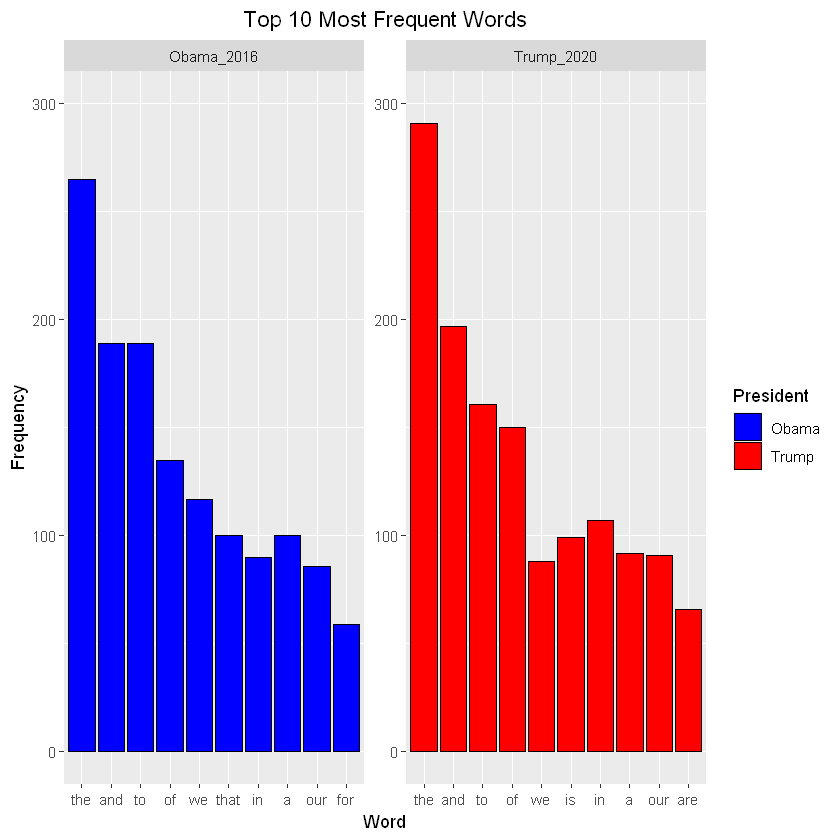 Top 10 Most Frequent Words
Obama_2016 Trump_2020
300 300
200 200
100 100
0 0
the and to of we that in a our for the and to of we is in a our are
Word
Frequency
President
Obama
Trump